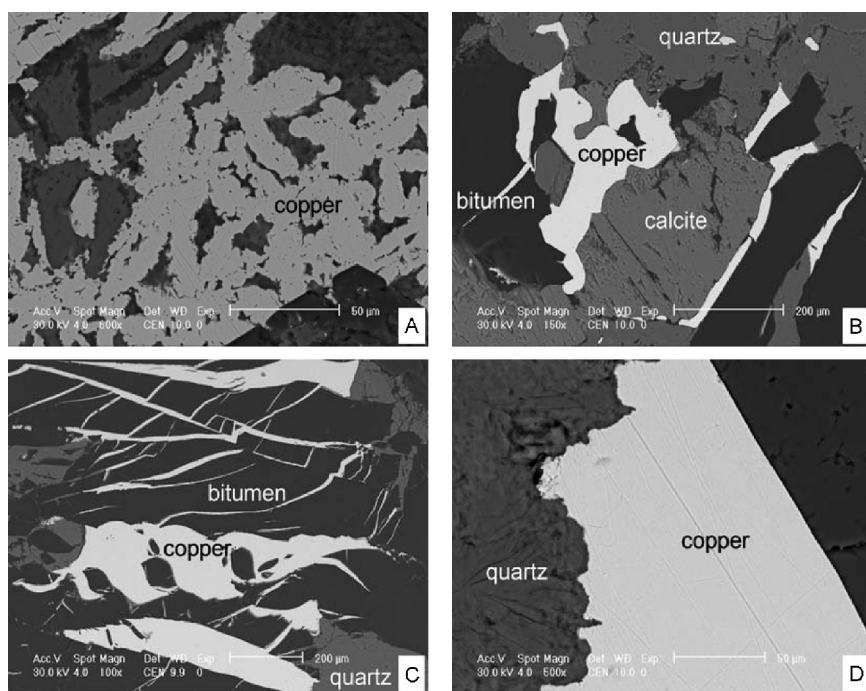 copper
Acc.V Spot Magn Det WD Exp
30.0 kV 4.0 600x CEN 10.0 0
50 µm
A
quartz
copper
bitumen
calcite
Acc.V Spot Magn Det WD Exp
30.0 kV 4.0 150x CEN 10.0 0
200 µm
B
bitumen
copper
Acc.V Spot Magn Det WD Exp
30.0 kV 4.0 100x CEN 9.9 0
200 µm
quartz
C
copper
quartz
Acc.V Spot Magn Det WD Exp
30.0 kV 4.0 500x CEN 10.0 0
50 µm
D